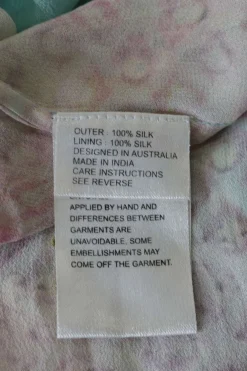 OUTER : 100% SILK
LINING : 100% SILK
DESIGNED IN AUSTRALIA
MADE IN INDIA
CARE INSTRUCTIONS
SEE REVERSE
APPLIED BY HAND AND
DIFFERENCES BETWEEN
GARMENTS ARE
UNAVOIDABLE, SOME
EMBELLISHMENTS MAY
COME OFF THE GARMENT.